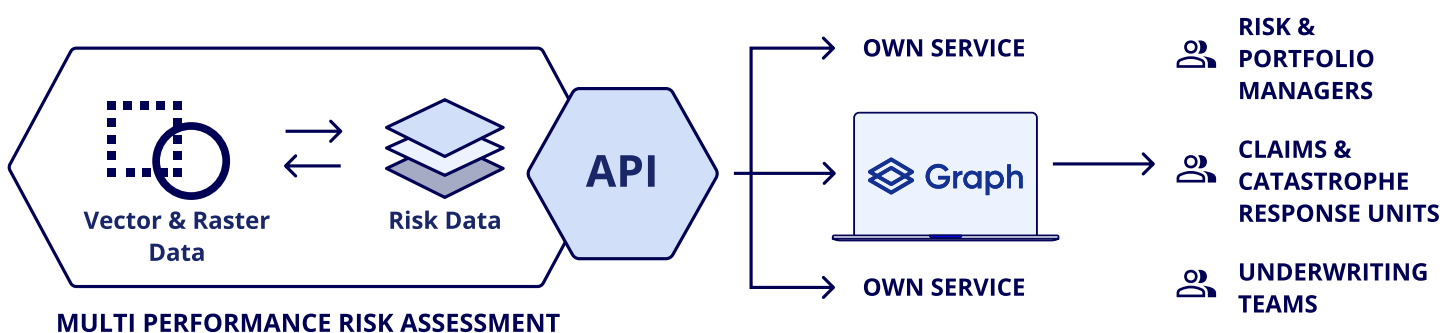 Vector & Raster
Data
Risk Data
MULTI PERFORMANCE RISK ASSESSMENT
API
OWN SERVICE
Graph
OWN SERVICE
RISK &
PORTFOLIO
MANAGERS
CLAIMS &
CATASTROPHE
RESPONSE UNITS
UNDERWRITING
TEAMS